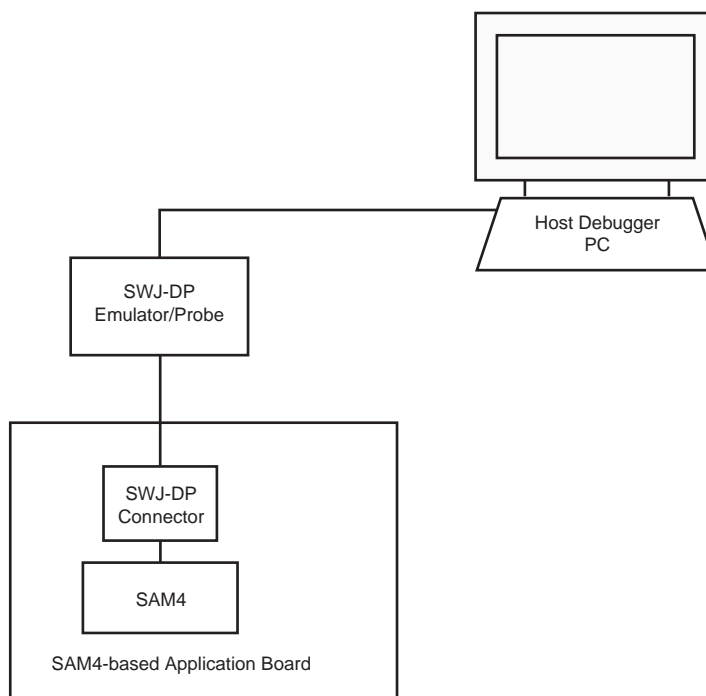 Host Debugger
PC
SWJ-DP
Emulator/Probe
SWJ-DP
Connector
SAM4
SAM4-based Application Board